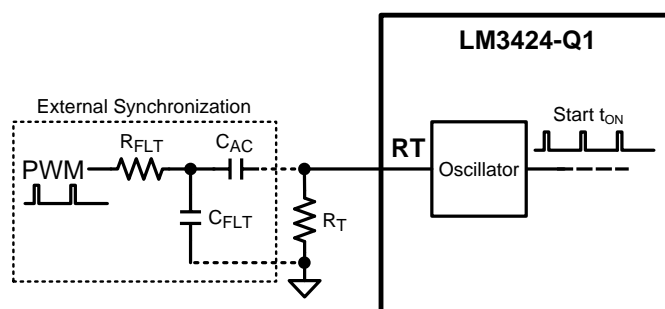 LM3424-Q1
External Synchronization
Start tON
RFLT
CAC
PWM
RT
Oscillator
CFLT
RT